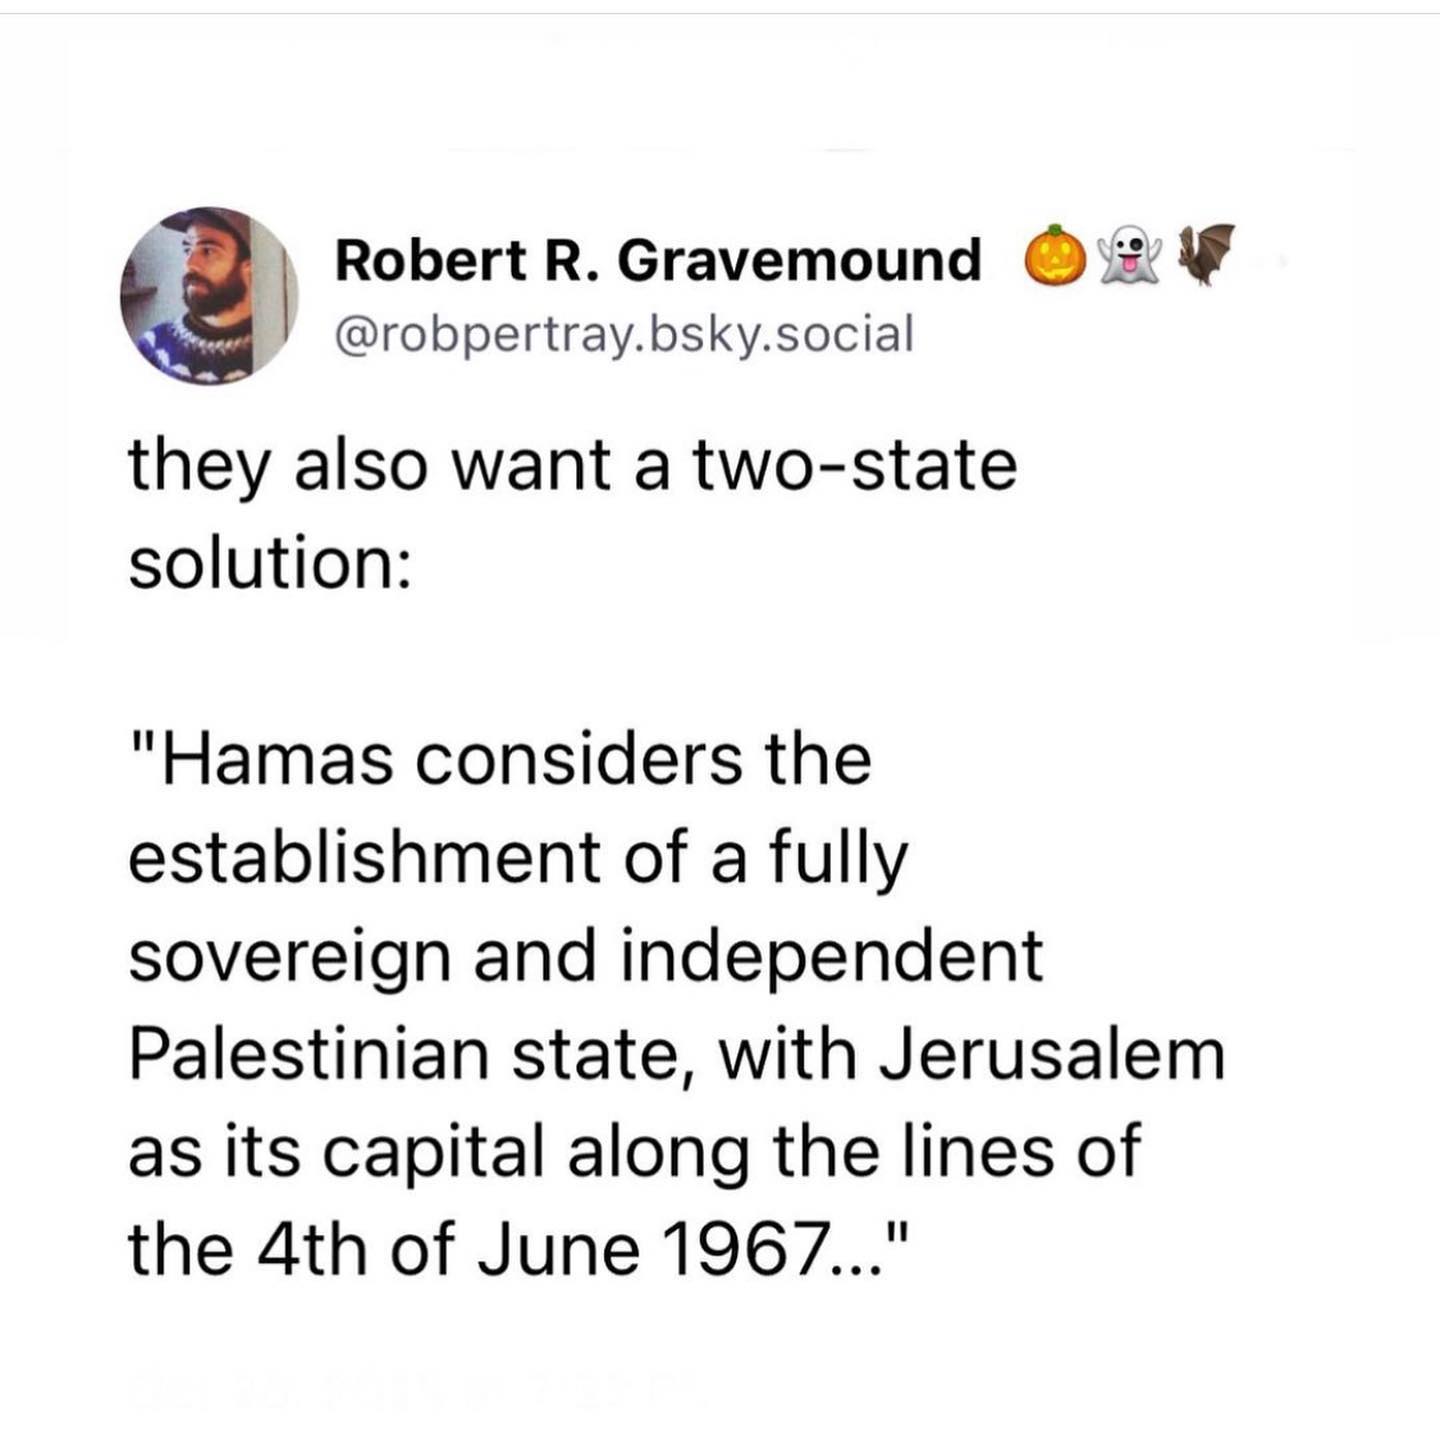 Robert R. Gravemound 🎃👻🦇
@robpertray.bsky.social
they also want a two-state
solution:
"Hamas considers the
establishment of a fully
sovereign and independent
Palestinian state, with Jerusalem
as its capital along the lines of
the 4th of June 1967..."